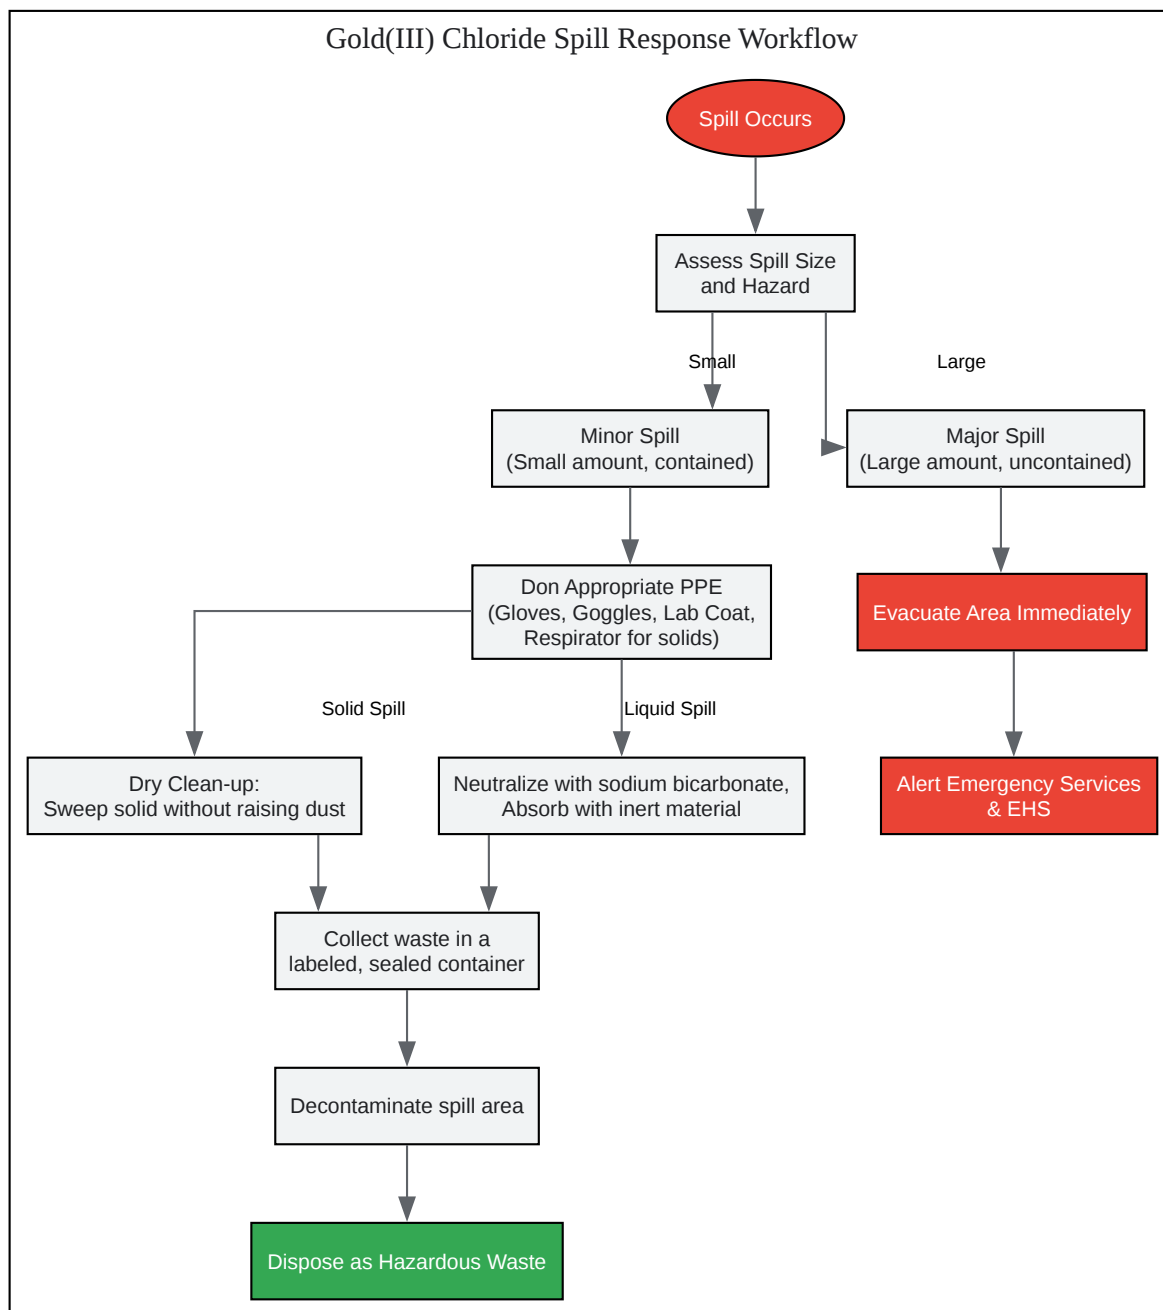 Gold(III) Chloride Spill Response Workflow
Spill Occurs
Assess Spill Size
and Hazard
Small
Large
Minor Spill
(Small amount, contained)
Major Spill
(Large amount, uncontained)
Don Appropriate PPE
(Gloves, Goggles, Lab Coat,
Respirator for solids)
Evacuate Area Immediately
Solid Spill
Liquid Spill
Dry Clean-up:
Sweep solid without raising dust
Neutralize with sodium bicarbonate,
Absorb with inert material
Alert Emergency Services
& EHS
Collect waste in a
labeled, sealed container
Decontaminate spill area
Dispose as Hazardous Waste